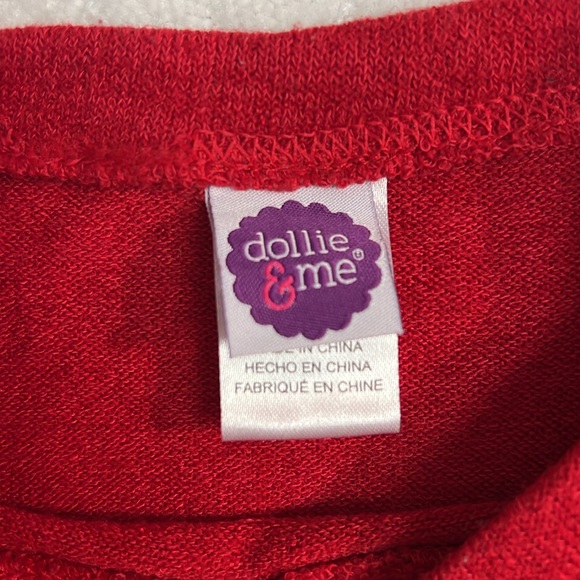 dollie
& me
IN CHINA
HECHO EN CHINA
FABRIQUÉ EN CHINE